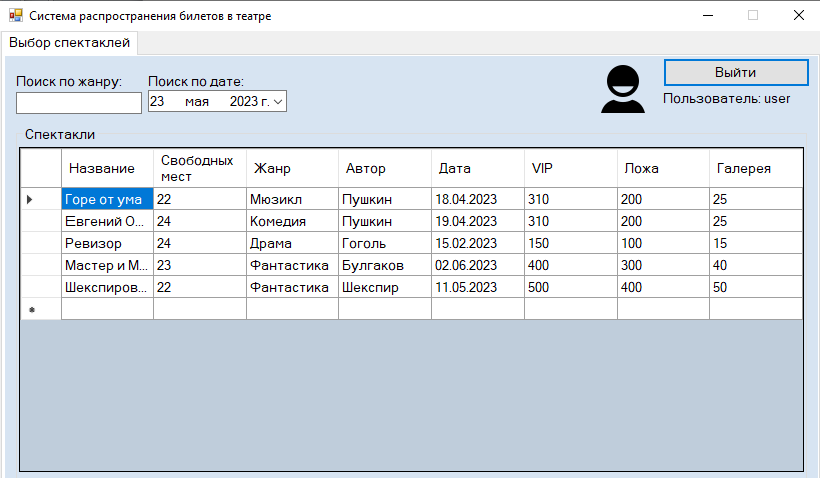 Система распространения билетов в театре
Выбор спектаклей
Поиск по жанру: Поиск по дате: Выйти
23 мая 2023 г. Пользователь: user
Спектакли
Название Свободных мест Жанр Автор Дата VIP Ложа Галерея
Горе от ума 22 Мюзикл Пушкин 18.04.2023 310 200 25
Евгений О... 24 Комедия Пушкин 19.04.2023 310 200 25
Ревизор 24 Драма Гоголь 15.02.2023 150 100 15
Мастер и М... 23 Фантастика Булгаков 02.06.2023 400 300 40
Шекспиров... 22 Фантастика Шекспир 11.05.2023 500 400 50